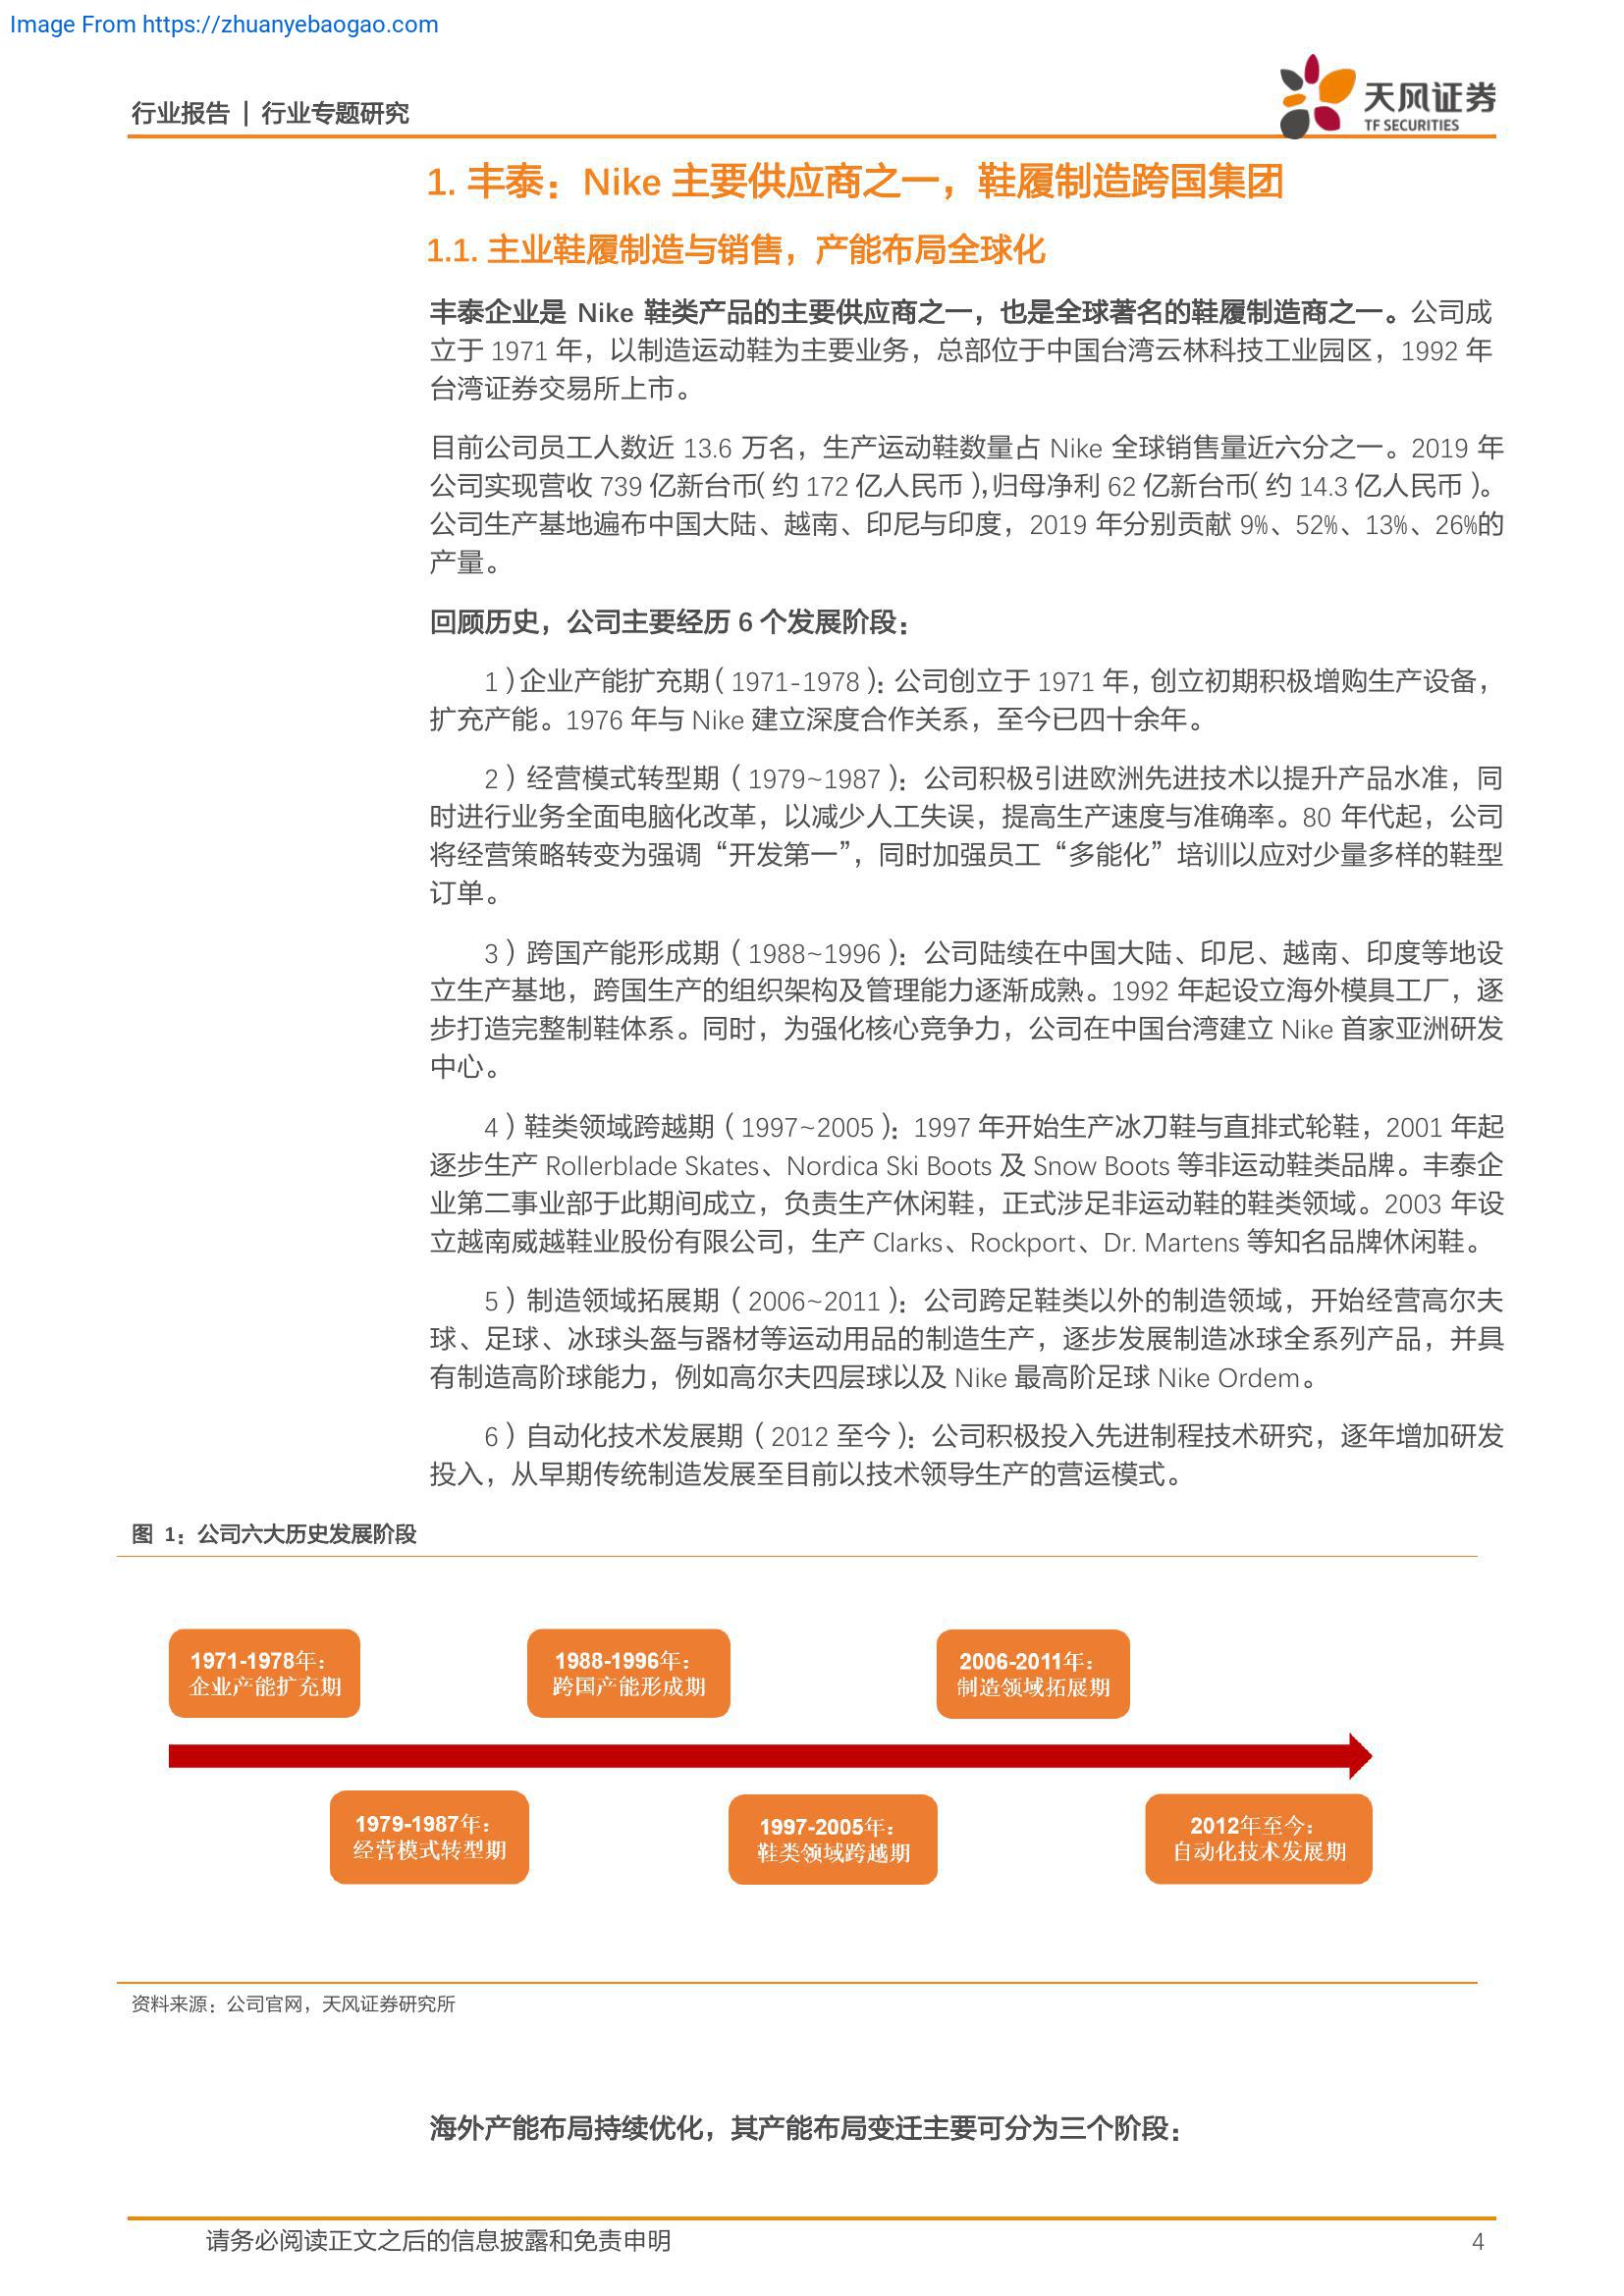 Image From https://zhuanyebaogao.com
行业报告 | 行业专题研究
天风证券
TF SECURITIES
1. 丰泰：Nike 主要供应商之一，鞋履制造跨国集团
1.1. 主业鞋履制造与销售，产能布局全球化
丰泰企业是 Nike 鞋类产品的主要供应商之一，也是全球著名的鞋履制造商之一。公司成
立于 1971 年，以制造运动鞋为主要业务，总部位于中国台湾云林科技工业园区，1992 年
台湾证券交易所上市。
目前公司员工人数近 13.6 万名，生产运动鞋数量占 Nike 全球销售量近六分之一。2019 年
公司实现营收 739 亿新台币（约 172 亿人民币），归母净利 62 亿新台币（约 14.3 亿人民币）。
公司生产基地遍布中国大陆、越南、印尼与印度，2019 年分别贡献 9%、52%、13%、26%的
产量。
回顾历史，公司主要经历 6 个发展阶段：
1）企业产能扩充期（1971-1978）：公司创立于 1971 年，创立初期积极增购生产设备，
扩充产能。1976 年与 Nike 建立深度合作关系，至今已四十余年。
2）经营模式转型期（1979~1987）：公司积极引进欧洲先进技术以提升产品水准，同
时进行业务全面电脑化改革，以减少人工失误，提高生产速度与准确率。80 年代起，公司
将经营策略转变为强调“开发第一”，同时加强员工“多能化”培训以应对少量多样的鞋型
订单。
3）跨国产能形成期（1988~1996）：公司陆续在中国大陆、印尼、越南、印度等地设
立生产基地，跨国生产的组织架构及管理能力逐渐成熟。1992 年起设立海外模具工厂，逐
步打造完整制鞋体系。同时，为强化核心竞争力，公司在中国台湾建立 Nike 首家亚洲研发
中心。
4）鞋类领域跨越期（1997~2005）：1997 年开始生产冰刀鞋与直排式轮鞋，2001 年起
逐步生产 Rollerblade Skates、Nordica Ski Boots 及 Snow Boots 等非运动鞋类品牌。丰泰企
业第二事业部于此期间成立，负责生产休闲鞋，正式涉足非运动鞋的鞋类领域。2003 年设
立越南威越鞋业股份有限公司，生产 Clarks、Rockport、Dr. Martens 等知名品牌休闲鞋。
5）制造领域拓展期（2006~2011）：公司跨足鞋类以外的制造领域，开始经营高尔夫
球、足球、冰球头盔与器材等运动用品的制造生产，逐步发展制造冰球全系列产品，并具
有制造高阶球能力，例如高尔夫四层球以及 Nike 最高阶足球 Nike Ordem。
6）自动化技术发展期（2012 至今）：公司积极投入先进制程技术研究，逐年增加研发
投入，从早期传统制造发展至目前以技术领导生产的营运模式。
图 1：公司六大历史发展阶段
1971-1978年：
企业产能扩充期
1988-1996年：
跨国产能形成期
2006-2011年：
制造领域拓展期
1979-1987年：
经营模式转型期
1997-2005年：
鞋类领域跨越期
2012年至今：
自动化技术发展期
资料来源：公司官网，天风证券研究所
海外产能布局持续优化，其产能布局变迁主要可分为三个阶段：
请务必阅读正文之后的信息披露和免责申明
4